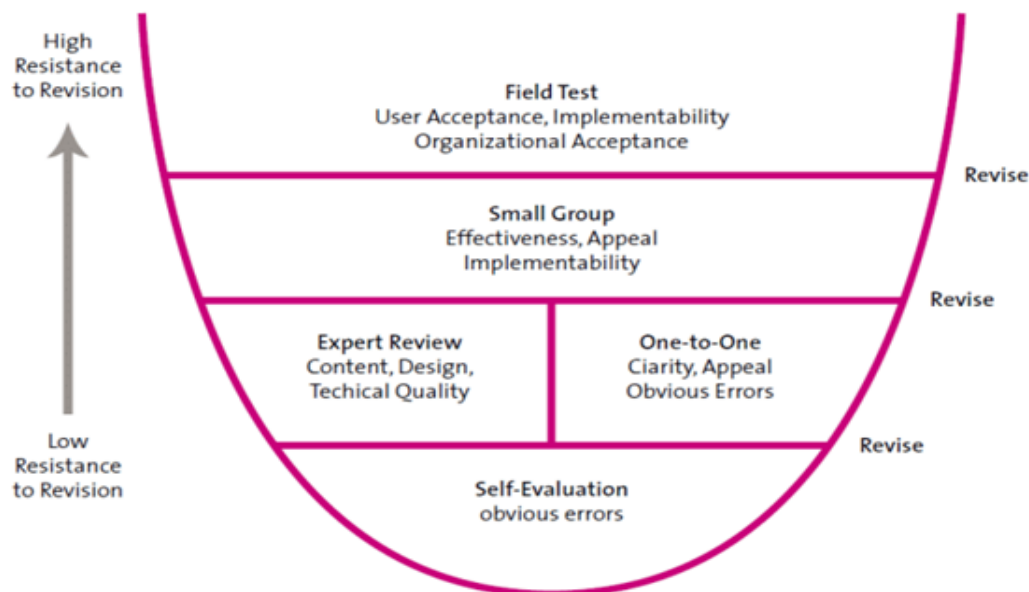 High
Resistance
to Revision
Field Test
User Acceptance, Implementability
Organizational Acceptance
Revise
Small Group
Effectiveness, Appeal
Implementability
Revise
Expert Review
Content, Design,
Techical Quality
One-to-One
Ciarity, Appeal
Obvious Errors
Low
Resistance
to Revision
Revise
Self-Evaluation
obvious errors